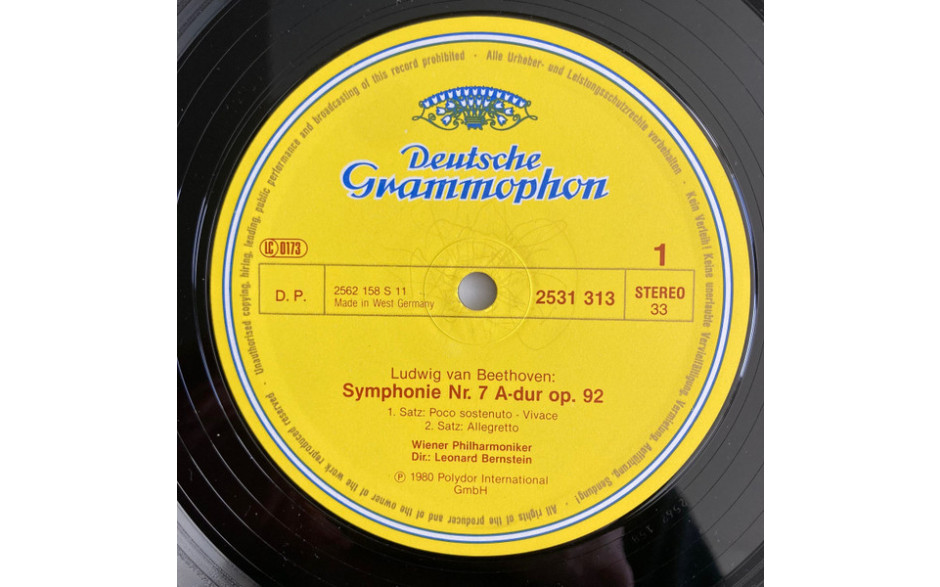 Unauthorised copying, hiring, lending, public performance and broadcasting of this record prohibited · Alle Urheber- und Leistungsschutzrechte vorbehalten · Kein Verleih! Keine unerlaubte Vervielfältigung, Vermietung, Aufführung, Sendung! · All rights of the producer and of the owner of the work reproduced reserved ·
Deutsche
Grammophon
LC 0173
1
D. P.
2562 158 S 11
Made in West Germany
2531 313
STEREO
33
Ludwig van Beethoven:
Symphonie Nr. 7 A-dur op. 92
1. Satz: Poco sostenuto - Vivace
2. Satz: Allegretto
Wiener Philharmoniker
Dir.: Leonard Bernstein
℗ 1980 Polydor International
GmbH